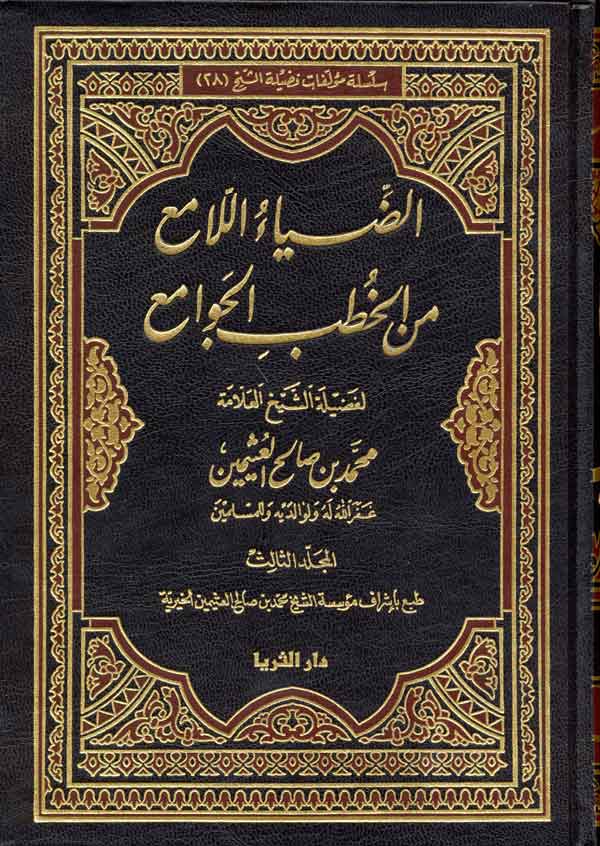 سلسلة مؤلفات فضيلة الشيخ (٢٨)
الضياء اللامع
من الخطب الجوامع
لفضيلة الشيخ العلامة
محمد بن صالح العثيمين
غفر الله له ولوالديه وللمسلمين
المجلد الثالث
طبع بإشراف مؤسسة الشيخ محمد بن صالح العثيمين الخيرية
دار الثريا